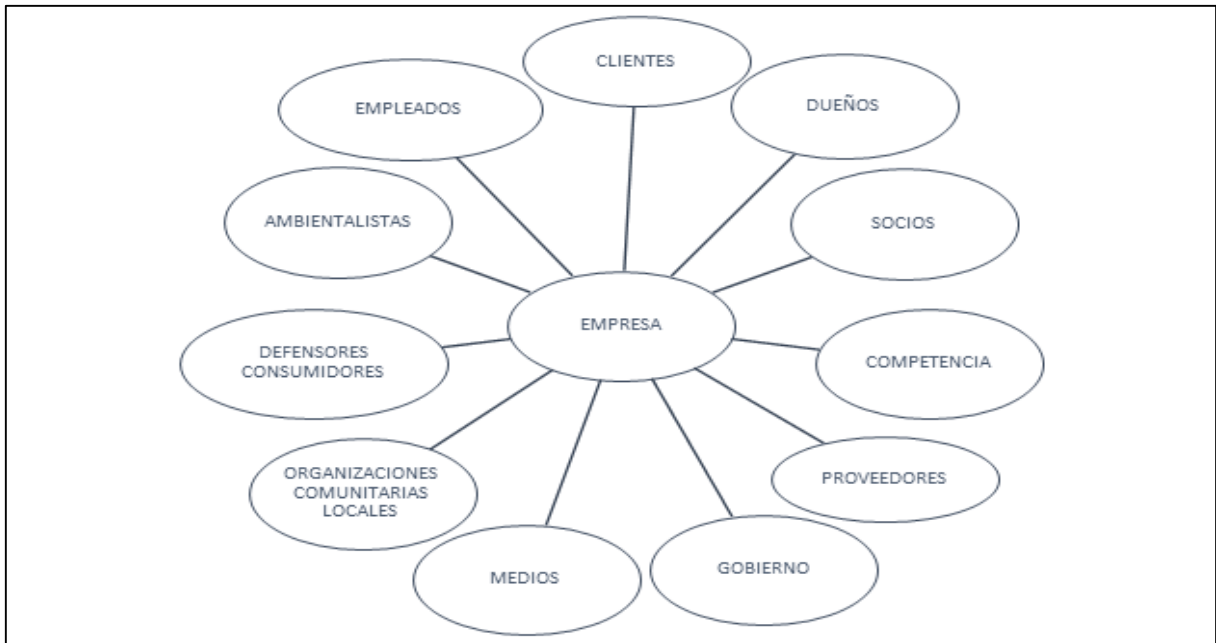 CLIENTES
EMPLEADOS
DUEÑOS
AMBIENTALISTAS
SOCIOS
EMPRESA
DEFENSORES
CONSUMIDORES
COMPETENCIA
ORGANIZACIONES
COMUNITARIAS
LOCALES
PROVEEDORES
MEDIOS
GOBIERNO